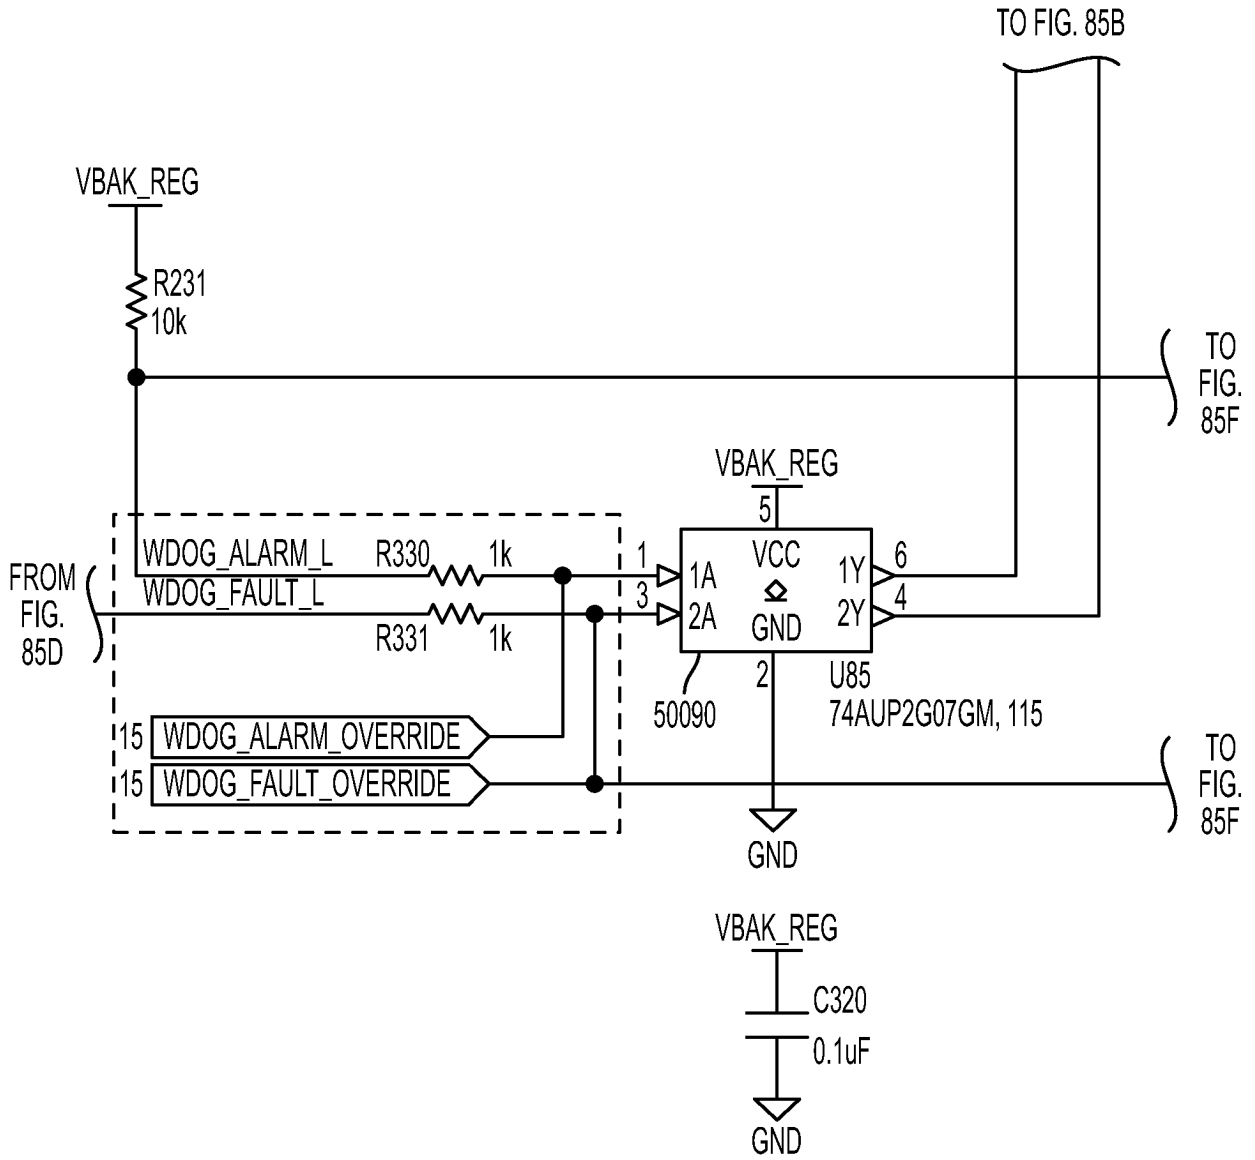 TO FIG. 85B
VBAK_REG
R231
10k
TO
FIG.
85F
VBAK_REG
5
WDOG_ALARM_L
R330
1k
1
1A
VCC
1Y
6
FROM
FIG.
85D
WDOG_FAULT_L
R331
1k
3
2A
GND
2Y
4
50090
2
U85
74AUP2G07GM, 115
15
WDOG_ALARM_OVERRIDE
15
WDOG_FAULT_OVERRIDE
TO
FIG.
85F
GND
VBAK_REG
C320
0.1uF
GND